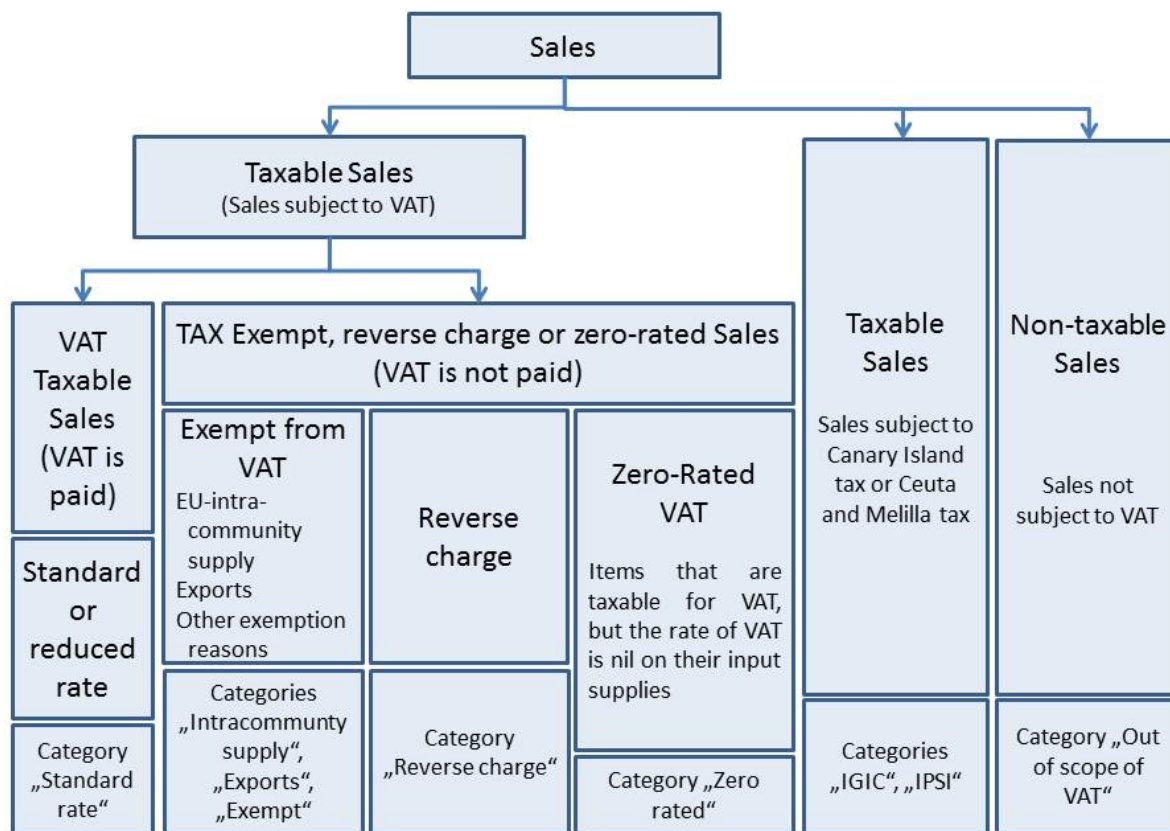 Sales
Taxable Sales
(Sales subject to VAT)
VAT
Taxable
Sales
(VAT is
paid)
Standard
or
reduced
rate
Category
„Standard
rate“
TAX Exempt, reverse charge or zero-rated Sales
(VAT is not paid)
Exempt from
VAT
EU-intra-
community
supply
Exports
Other exemption
reasons
Categories
„Intracommunty
supply“,
„Exports“,
„Exempt“
Reverse
charge
Category
„Reverse charge“
Zero-Rated
VAT
Items that are
taxable for VAT,
but the rate of VAT
is nil on their input
supplies
Category „Zero
rated“
Taxable
Sales
Sales subject to
Canary Island
tax or Ceuta
and Melilla tax
Categories
„IGIC“, „IPSI“
Non-taxable
Sales
Sales not
subject to VAT
Category „Out
of scope of
VAT“